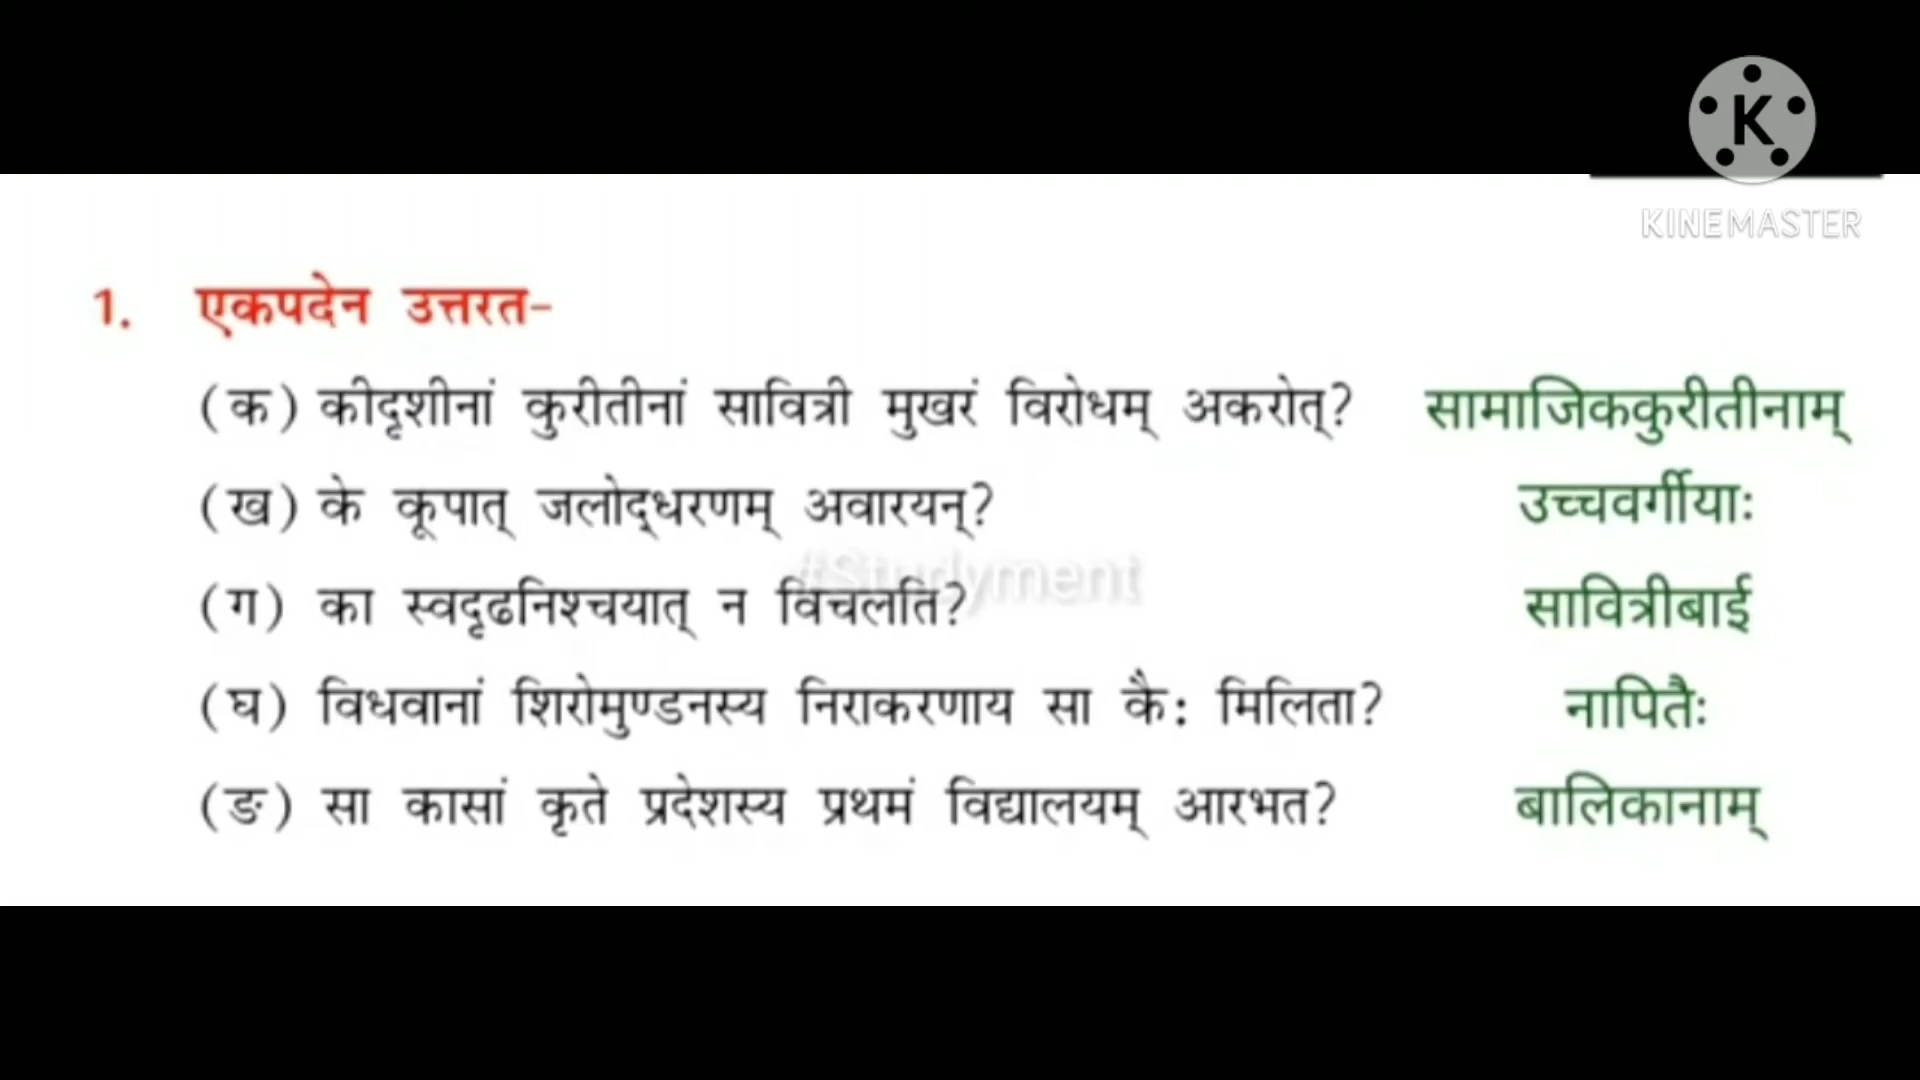 K
KINEMASTER
1. एकपदेन उत्तरत-
(क) कीदृशीनां कुरीतीनां सावित्री मुखरं विरोधम् अकरोत्? सामाजिककुरीतीनाम्
(ख) के कूपात् जलोद्धरणम् अवारयन्? उच्चवर्गीयाः
#Studyment
(ग) का स्वदृढनिश्चयात् न विचलति? सावित्रीबाई
(घ) विधवानां शिरोमुण्डनस्य निराकरणाय सा कैः मिलिता? नापितैः
(ङ) सा कासां कृते प्रदेशस्य प्रथमं विद्यालयम् आरभत? बालिकानाम्